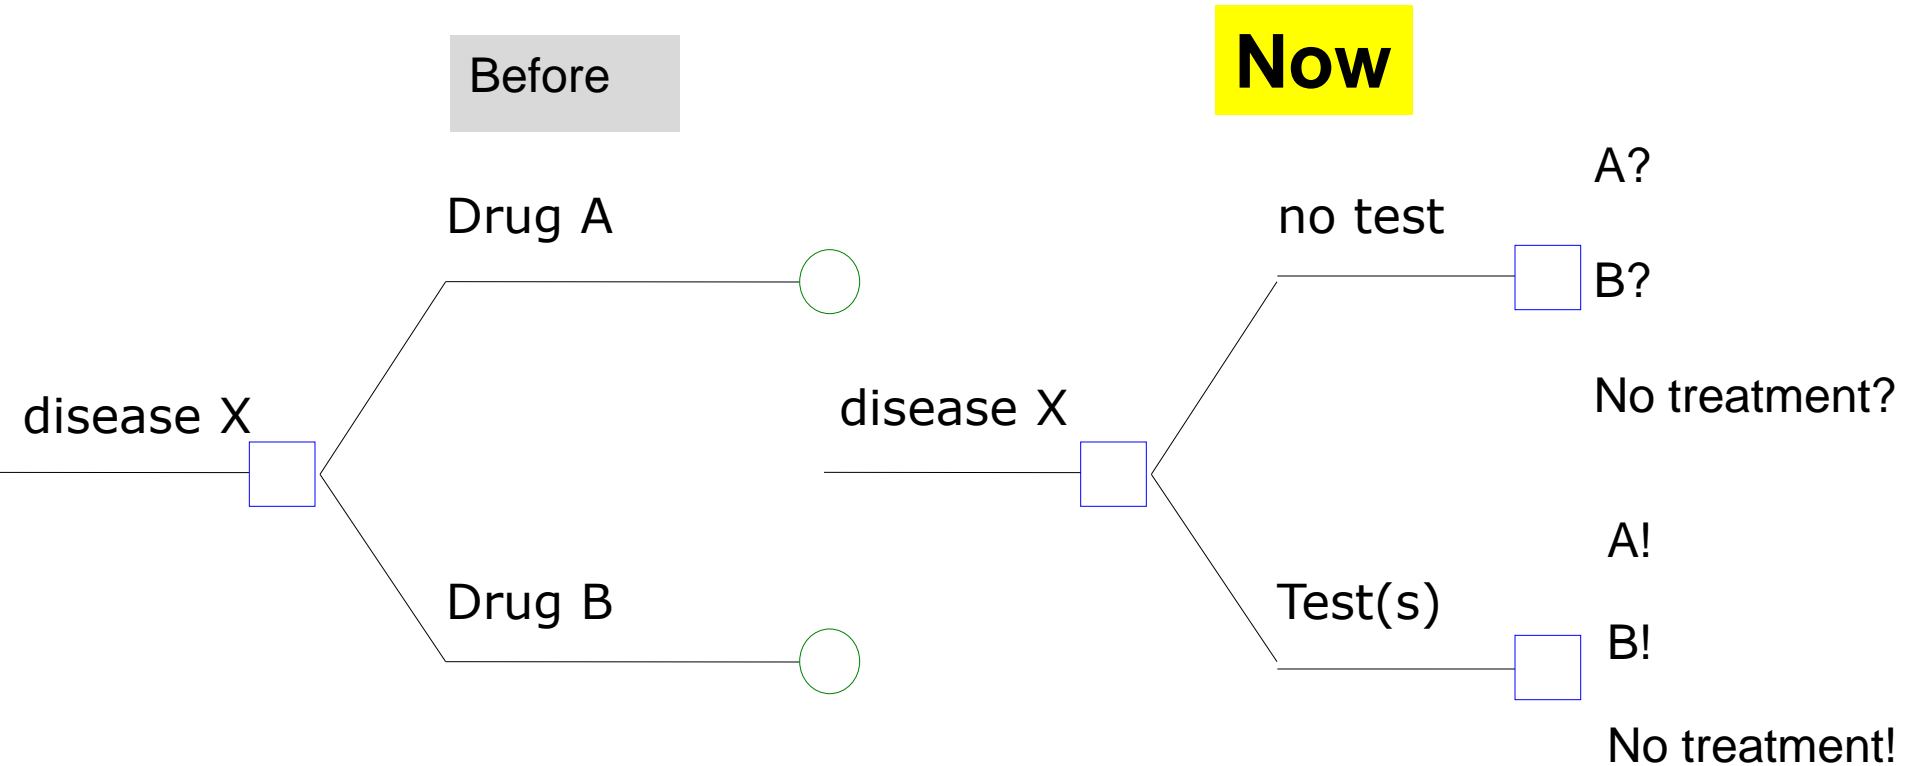 Before
Drug A
disease X
Drug B
Now
no test
A?
B?
No treatment?
disease X
Test(s)
A!
B!
No treatment!